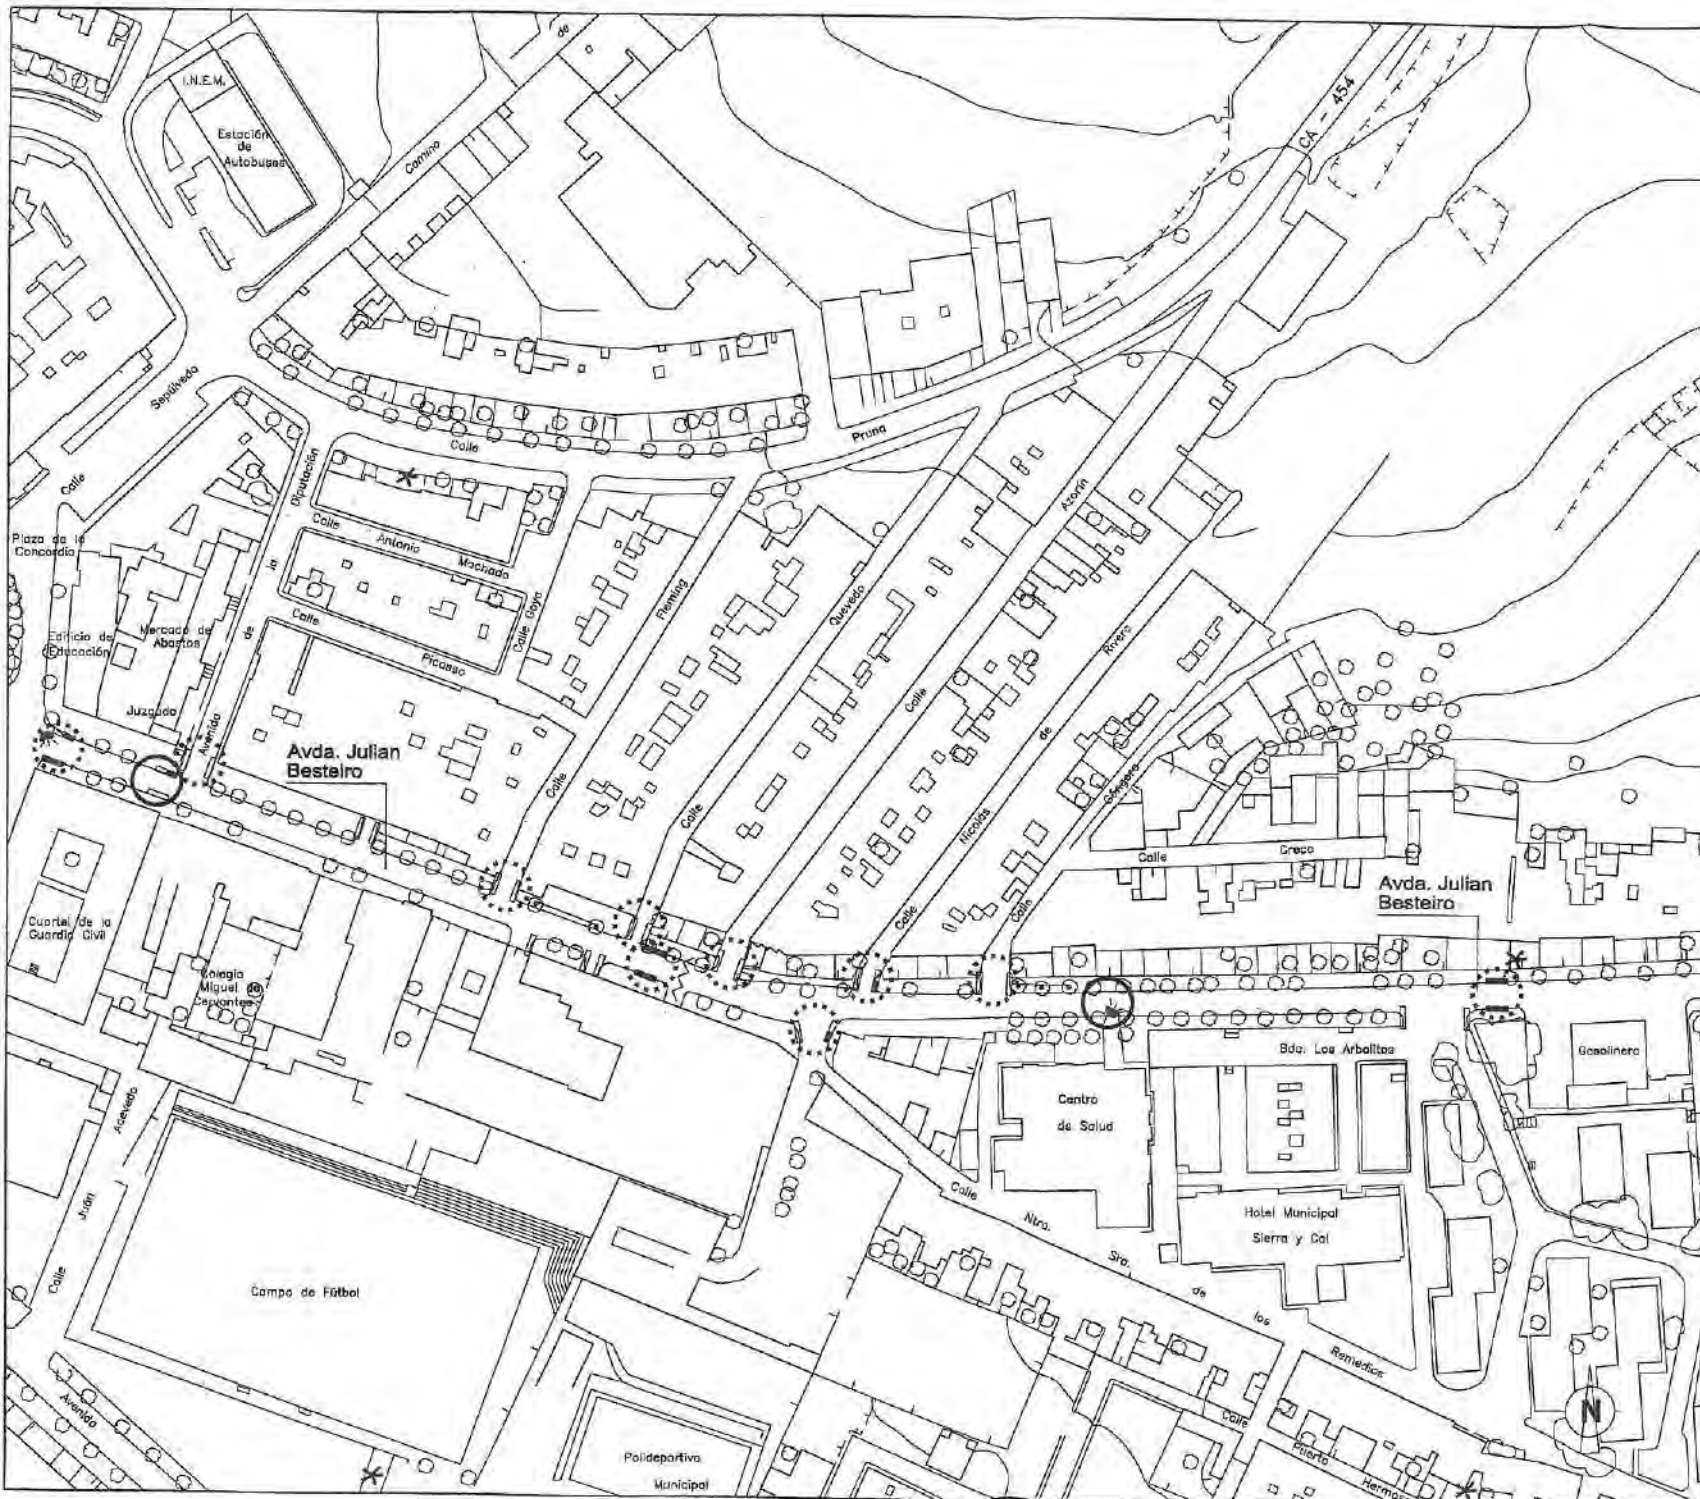 de
I.N.E.M.
Estación
de
Autobuses
Camino
CA - 454
Sepúlveda
Calle
Calle
Pruna
Diputación
Calle
Antonio
Machado
Azorín
Plaza de la
Concordia
la
Fleming
Quevedo
Calle Goya
Calle
Picasso
de
Edificio de
Educación
Mercado de
Abastos
Rivero
Calle
Juzgado
Avenida
Avda. Julian
Besteiro
de
Góngora
Calle
Calle
Nicolás
Calle
Greco
Avda. Julian
Besteiro
Calle
Calle
Cuartel de la
Guardia Civil
Colegio
Miguel de
Cervantes
Bda. Los Arbolitos
Gasolinera
Centro
de Salud
Acevedo
Juán
Calle
Calle
Ntra.
Sra.
de
los
Remedios
Hotel Municipal
Sierra y Cal
Campo de Fútbol
Avenida
N
Calle
Puerto
Polideportivo
Municipal